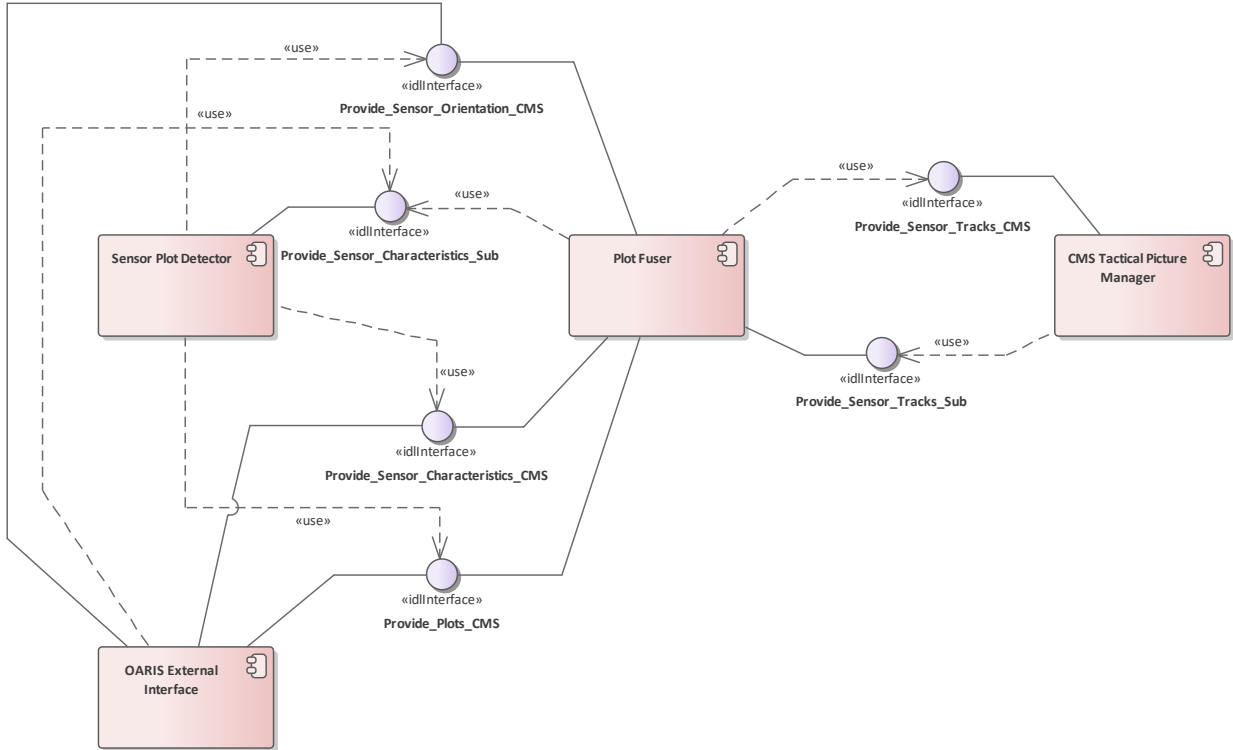 «use»
«idlInterface»
Provide_Sensor_Orientation_CMS
«use»
«use»
«idlInterface»
Provide_Sensor_Characteristics_Sub
«use»
«idlInterface»
Provide_Sensor_Tracks_CMS
Sensor Plot Detector
Plot Fuser
CMS Tactical Picture
Manager
«use»
«idlInterface»
Provide_Sensor_Tracks_Sub
«use»
«idlInterface»
Provide_Sensor_Characteristics_CMS
«use»
«idlInterface»
Provide_Plots_CMS
OARIS External
Interface